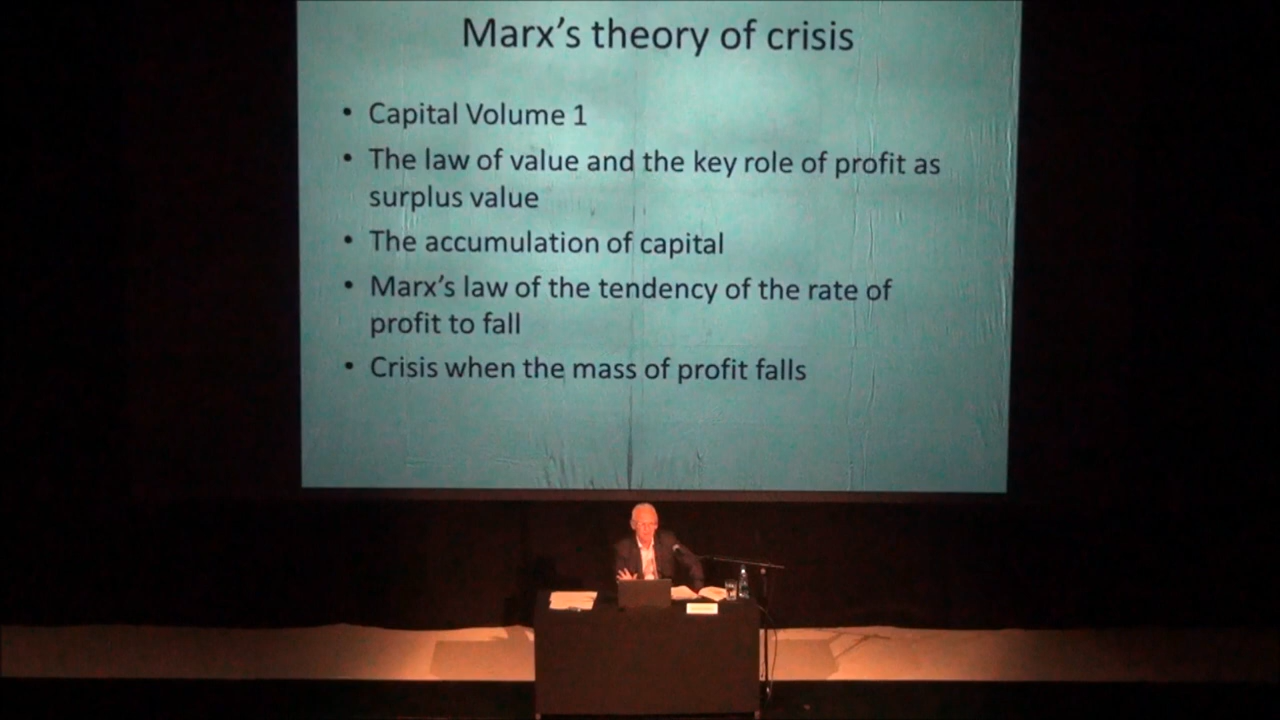 Marx's theory of crisis
• Capital Volume 1
• The law of value and the key role of profit as
surplus value
• The accumulation of capital
• Marx's law of the tendency of the rate of
profit to fall
• Crisis when the mass of profit falls